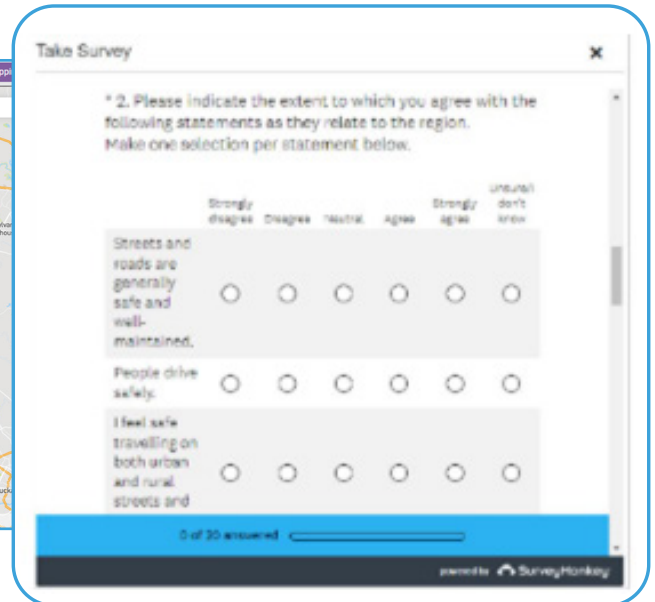 Take Survey
* 2. Please indicate the extent to which you agree with the
following statements as they relate to the region.
Make one selection per statement below.
Strongly disagree Disagree Neutral Agree Strongly agree Unsure/I don't know
Streets and
roads are
generally
safe and
well-
maintained.
People drive
safely.
I feel safe
travelling on
both urban
and rural
streets and
0 of 20 answered
powered by SurveyMonkey